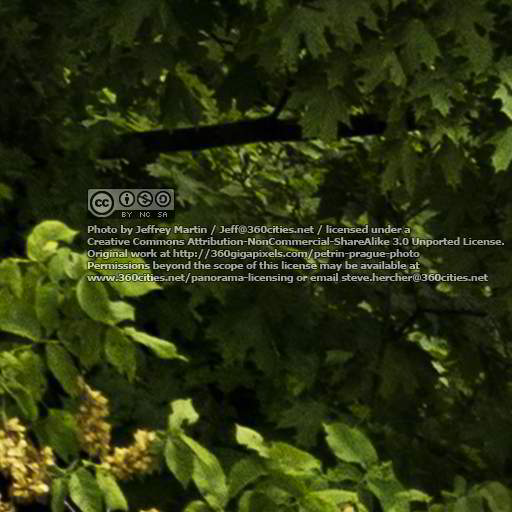 cc
BY NC SA
Photo by Jeffrey Martin / Jeff@360cities.net / licensed under a
Creative Commons Attribution-NonCommercial-ShareAlike 3.0 Unported License.
Original work at http://360gigapixels.com/petrin-prague-photo
Permissions beyond the scope of this license may be available at
www.360cities.net/panorama-licensing or email steve.hercher@360cities.net